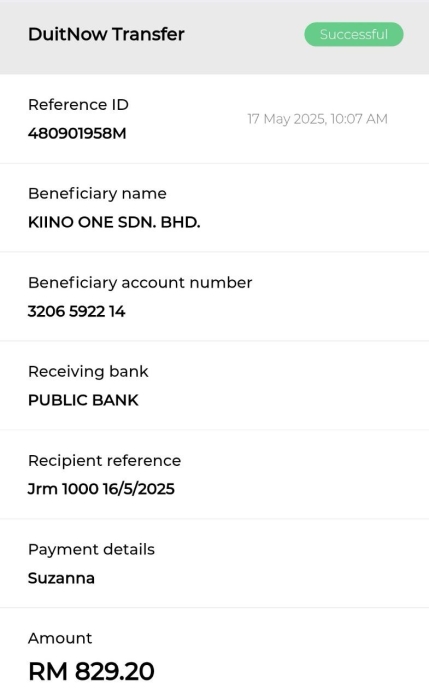 DuitNow Transfer
Successful
Reference ID
480901958M
17 May 2025, 10:07 AM
Beneficiary name
KIINO ONE SDN. BHD.
Beneficiary account number
3206 5922 14
Receiving bank
PUBLIC BANK
Recipient reference
Jrm 1000 16/5/2025
Payment details
Suzanna
Amount
RM 829.20